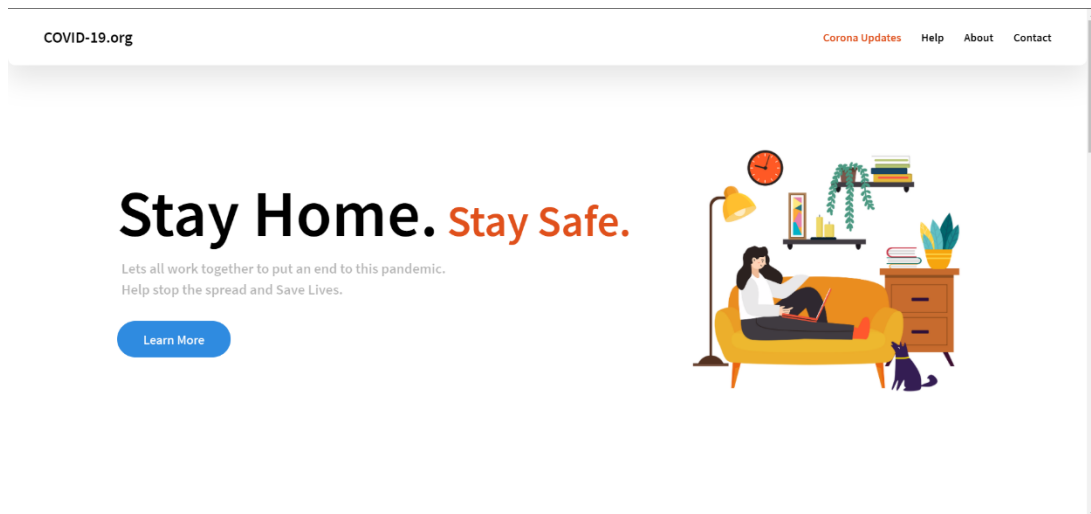 COVID-19.org
Corona Updates Help About Contact
Stay Home. Stay Safe.
Lets all work together to put an end to this pandemic.
Help stop the spread and Save Lives.
Learn More